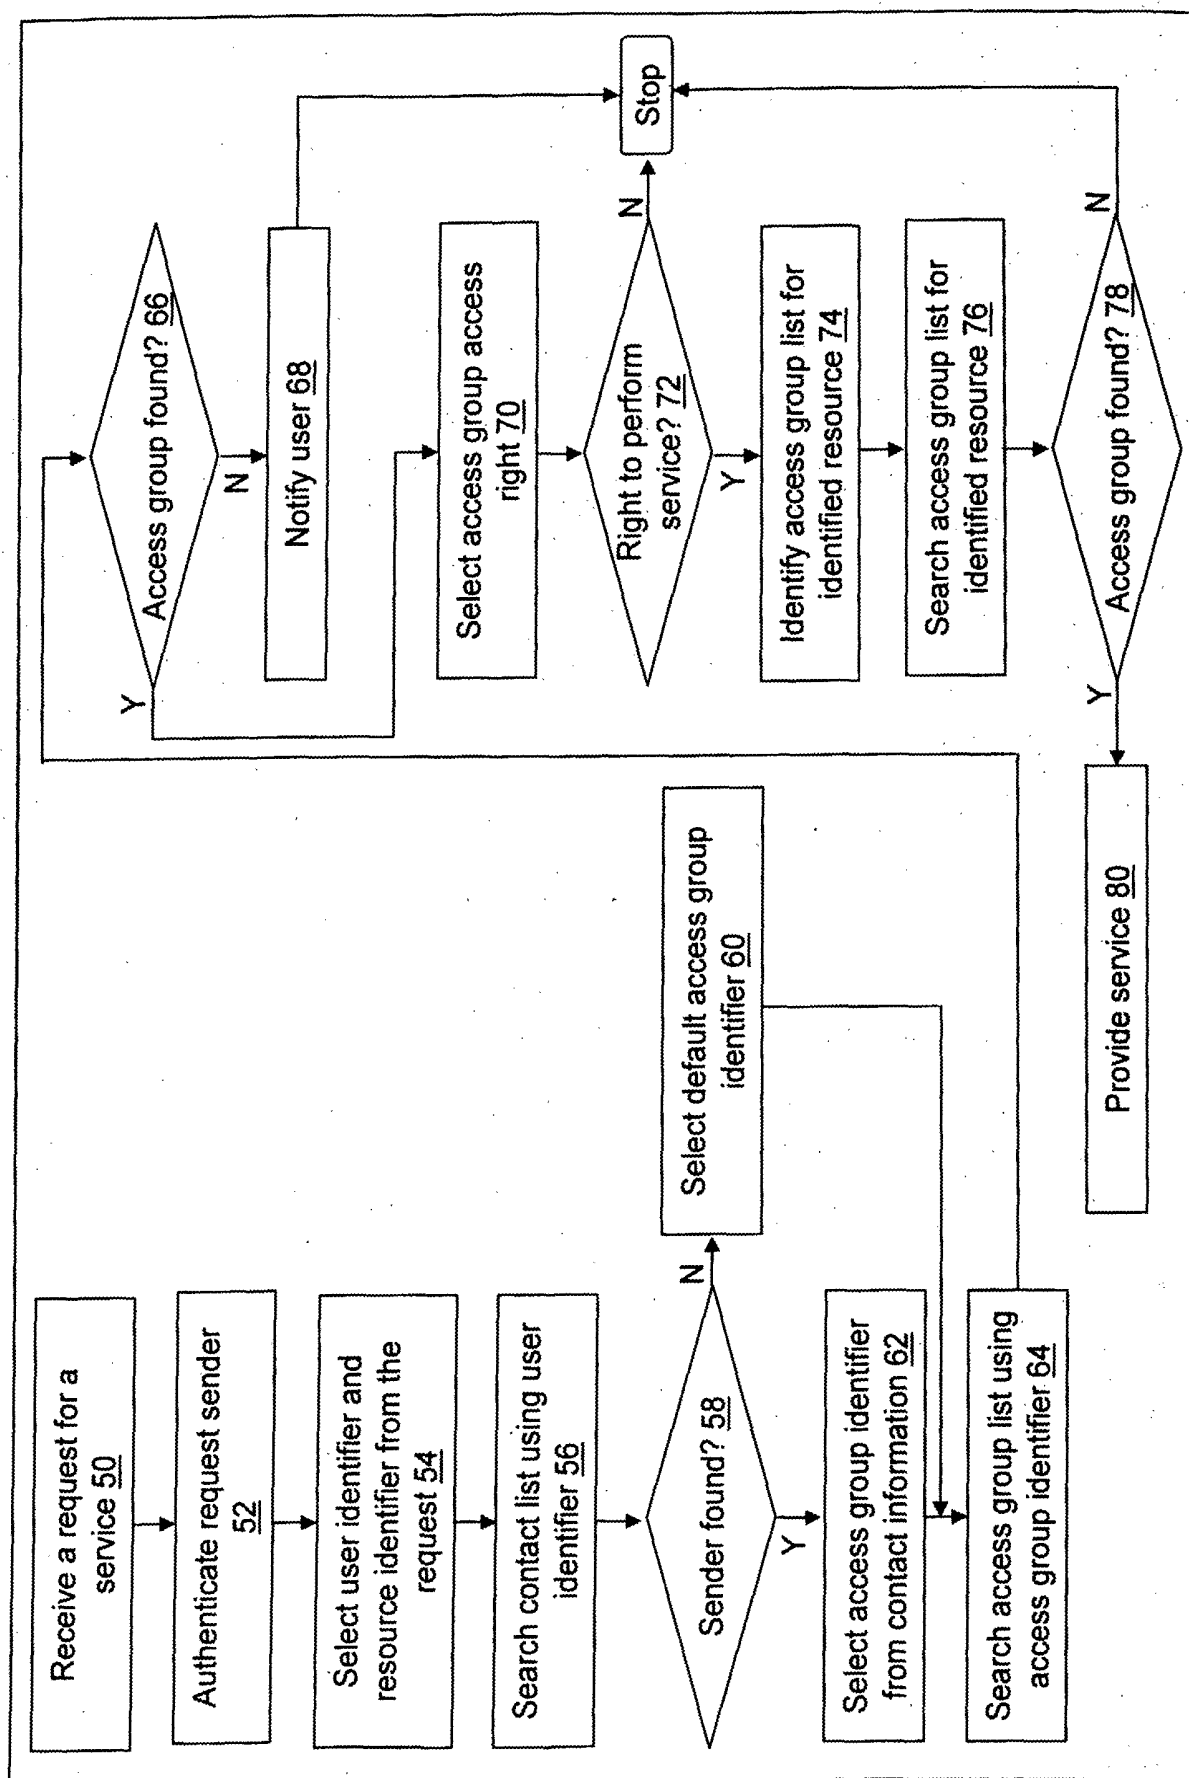 Receive a request for a
service 50
Authenticate request sender
52
Select user identifier and
resource identifier from the
request 54
Search contact list using user
identifier 56
Sender found? 58
N
Y
Select default access group
identifier 60
Select access group identifier
from contact information 62
Search access group list using
access group identifier 64
Access group found? 66
Y
N
Notify user 68
Select access group access
right 70
Right to perform
service? 72
N
Y
Stop
Identify access group list for
identified resource 74
Search access group list for
identified resource 76
Access group found? 78
Y
N
Provide service 80